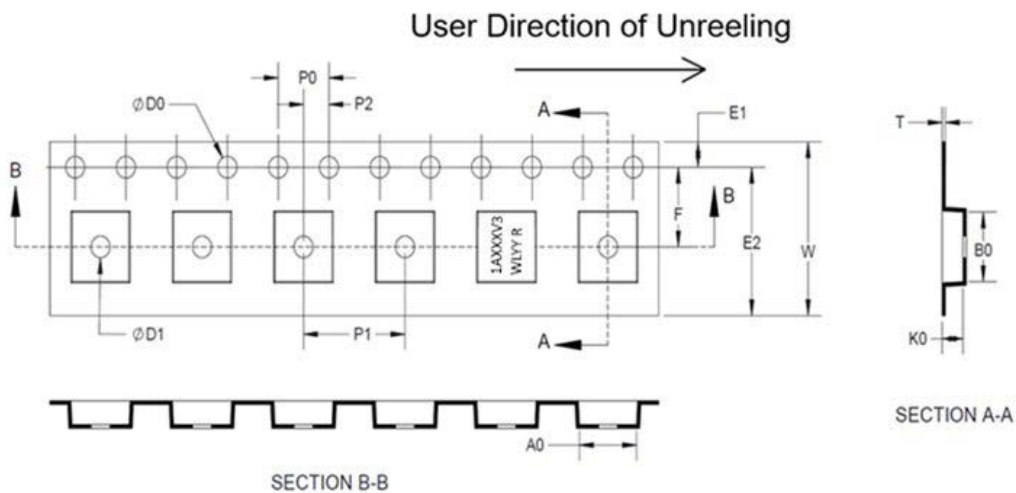 User Direction of Unreeling
P0
ØD0
P2
A
E1
T
B
B
F
E2
W
B0
1AXXXV3
WLYY R
ØD1
P1
A
K0
A0
SECTION A-A
SECTION B-B